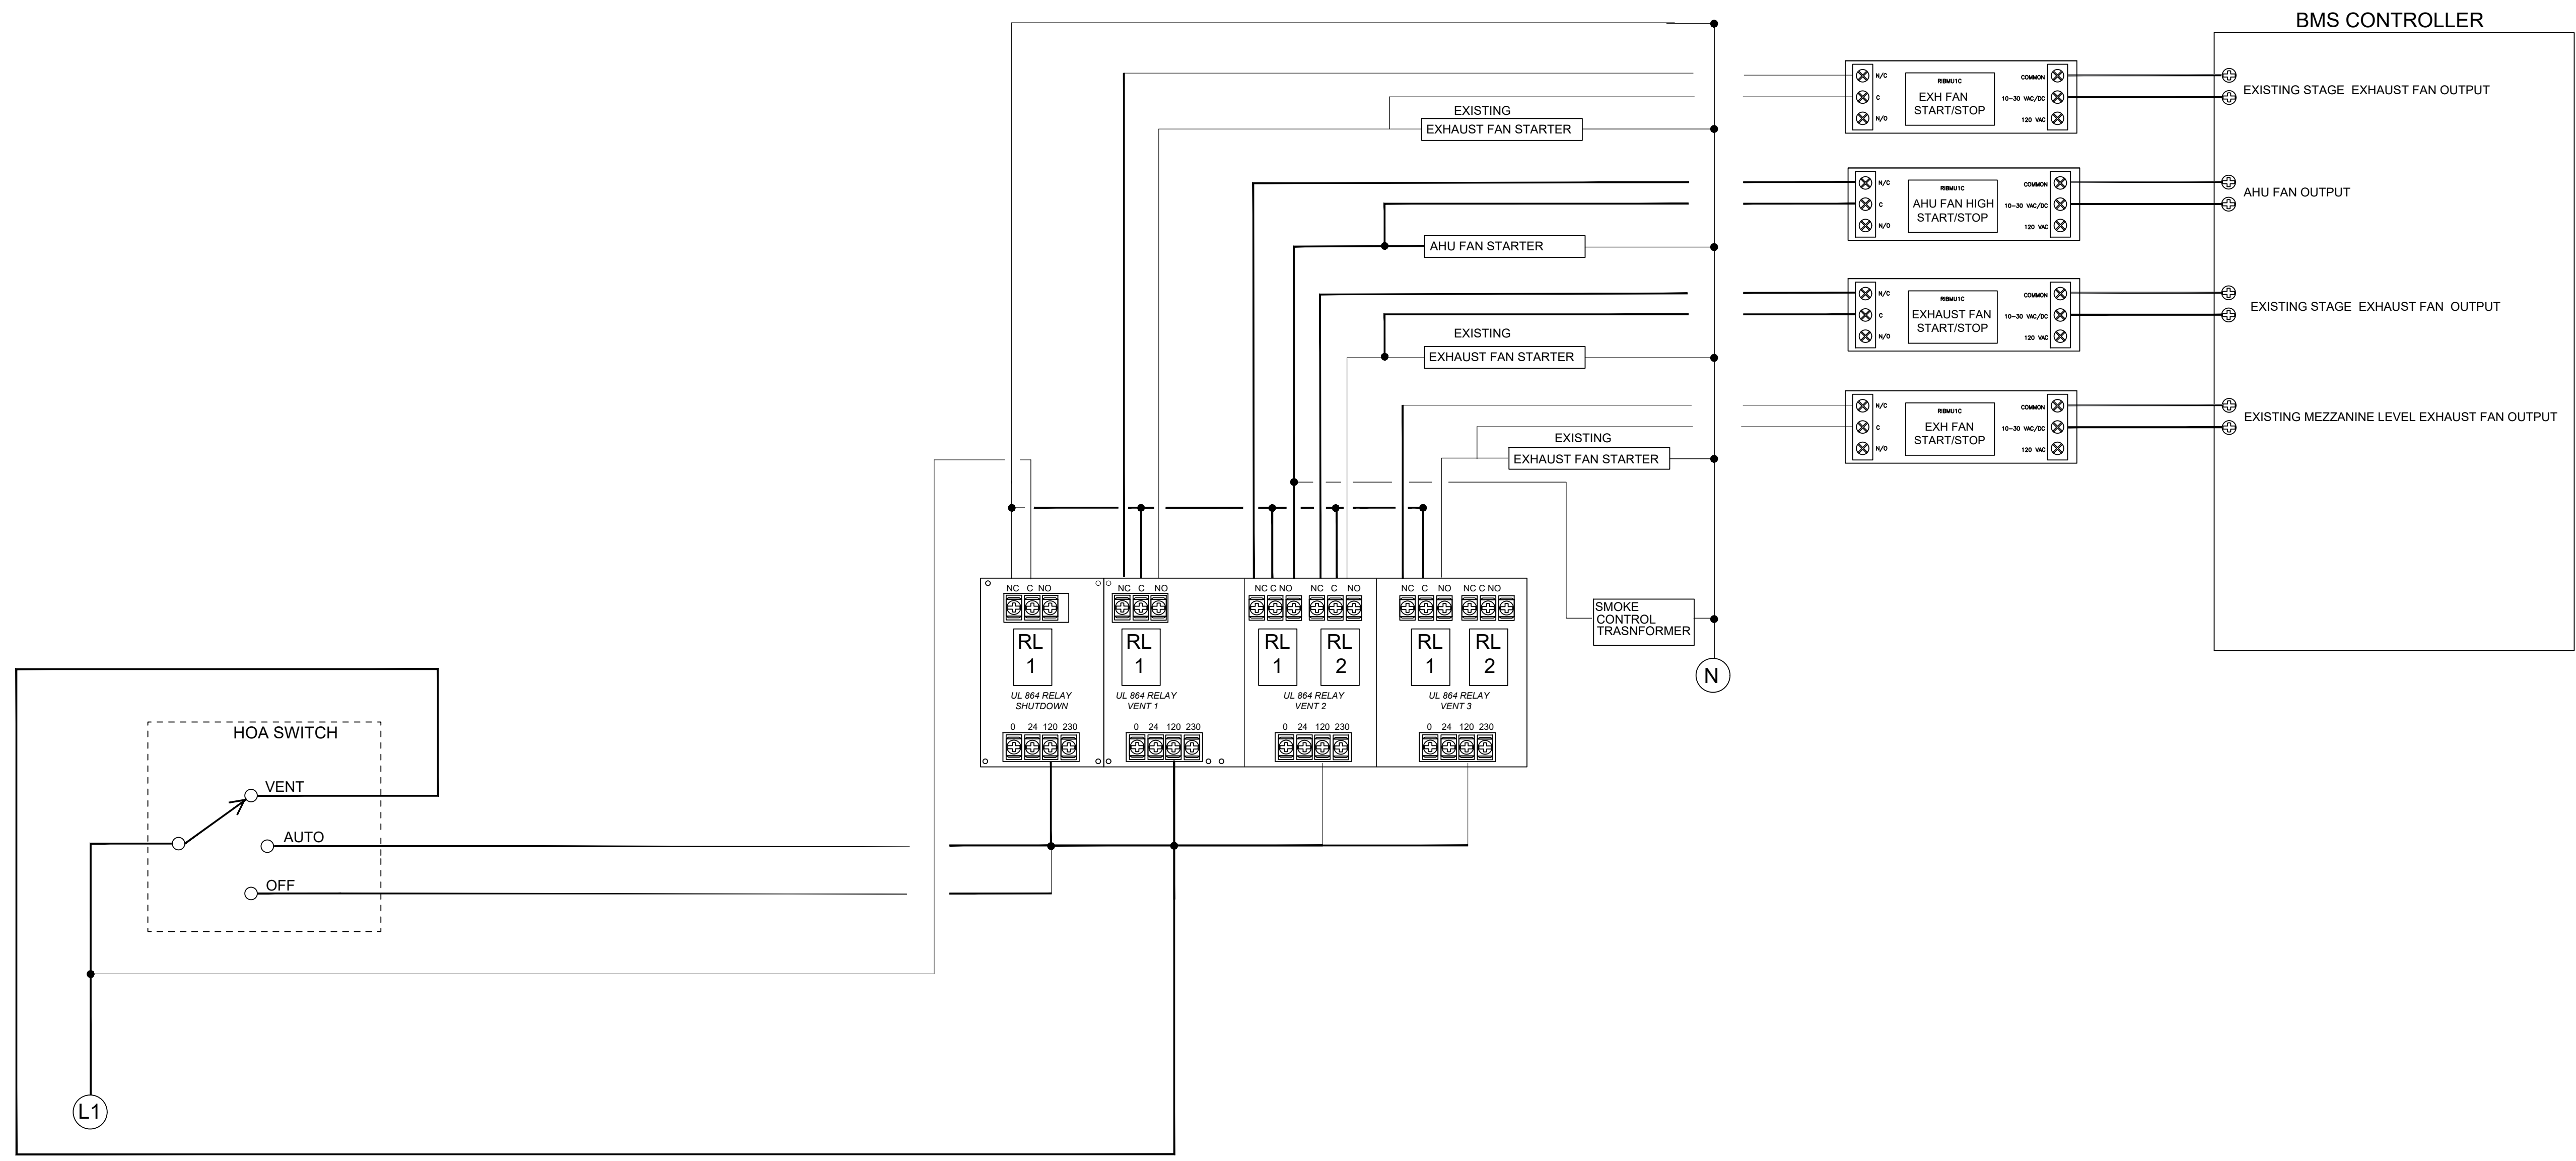 BMS CONTROLLER
N/C
RIBMU1C
COMMON
C
EXH FAN
START/STOP
10-30 VAC/DC
N/O
120 VAC
EXISTING STAGE EXHAUST FAN OUTPUT
EXISTING
EXHAUST FAN STARTER
N/C
RIBMU1C
COMMON
C
AHU FAN HIGH
START/STOP
10-30 VAC/DC
N/O
120 VAC
AHU FAN OUTPUT
AHU FAN STARTER
N/C
RIBMU1C
COMMON
C
EXHAUST FAN
START/STOP
10-30 VAC/DC
N/O
120 VAC
EXISTING STAGE EXHAUST FAN OUTPUT
EXISTING
EXHAUST FAN STARTER
N/C
RIBMU1C
COMMON
C
EXH FAN
START/STOP
10-30 VAC/DC
N/O
120 VAC
EXISTING MEZZANINE LEVEL EXHAUST FAN OUTPUT
EXISTING
EXHAUST FAN STARTER
NC C NO
RL
1
UL 864 RELAY
SHUTDOWN
0 24 120 230
NC C NO
RL
1
UL 864 RELAY
VENT 1
0 24 120 230
NC C NO NC C NO
RL
1
RL
2
UL 864 RELAY
VENT 2
0 24 120 230
NC C NO NC C NO
RL
1
RL
2
UL 864 RELAY
VENT 3
0 24 120 230
SMOKE
CONTROL
TRASNFORMER
N
HOA SWITCH
VENT
AUTO
OFF
L1